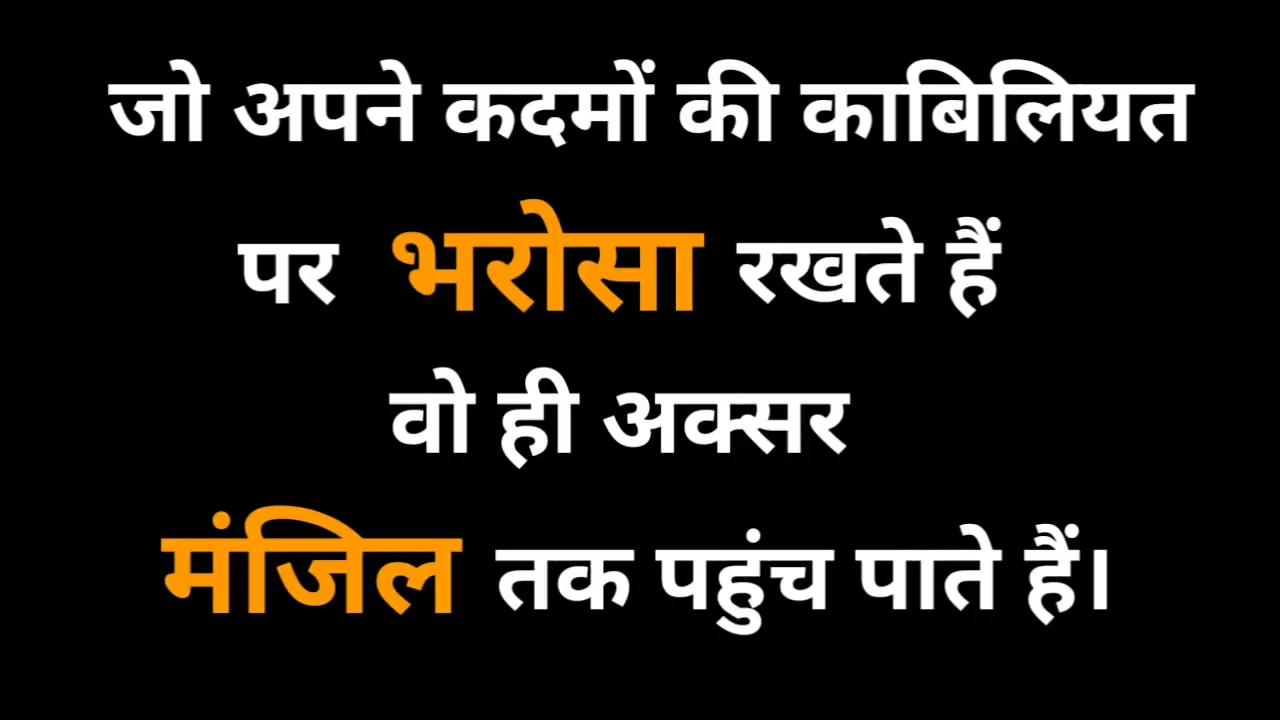 जो अपने कदमों की काबिलियत
पर भरोसा रखते हैं
वो ही अक्सर
मंजिल तक पहुंच पाते हैं।